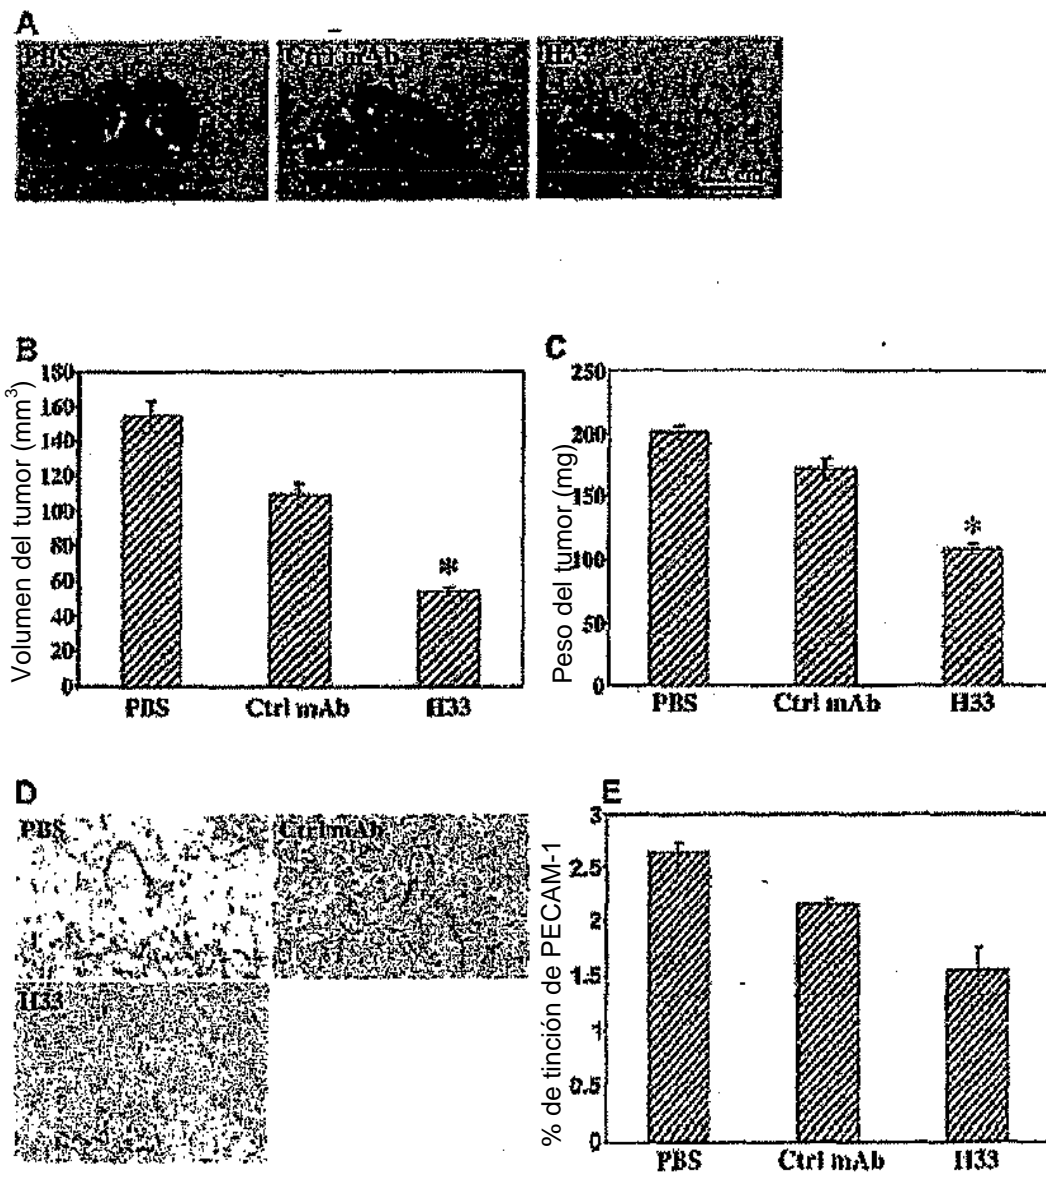 A
PBS
Ctrl mAb
H33
B
Volumen del tumor (mm³)
180
160
140
120
100
80
60
40
20
0
PBS
Ctrl mAb
H33
*
C
Peso del tumor (mg)
250
200
150
100
50
0
PBS
Ctrl mAb
H33
*
D
PBS
Ctrl mAb
H33
E
% de tinción de PECAM-1
3
2.5
2
1.5
1
0.5
0
PBS
Ctrl mAb
H33